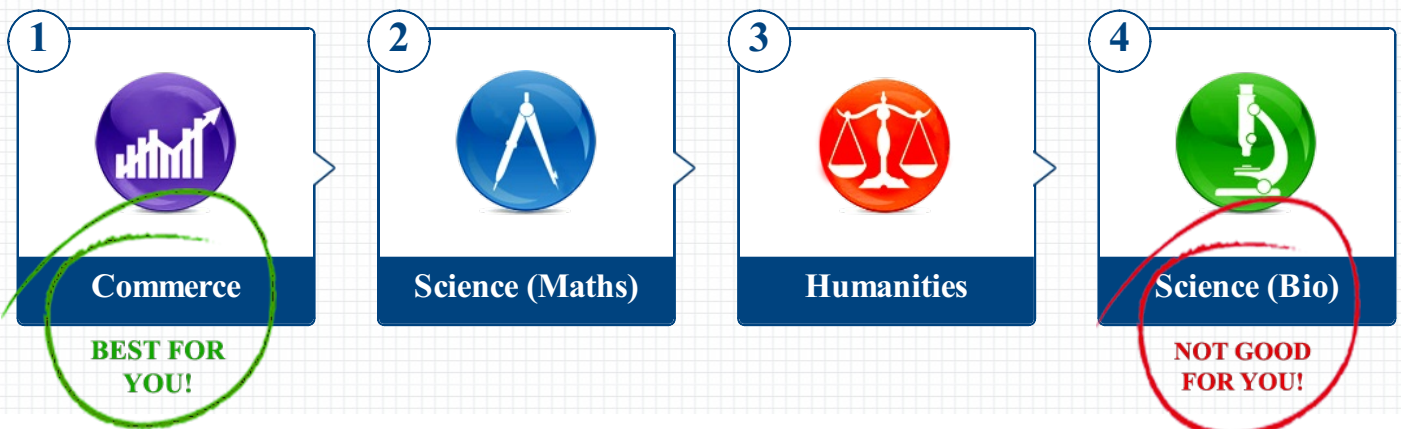 1
2
3
4
Commerce
Science (Maths)
Humanities
Science (Bio)
BEST FOR
YOU!
NOT GOOD
FOR YOU!